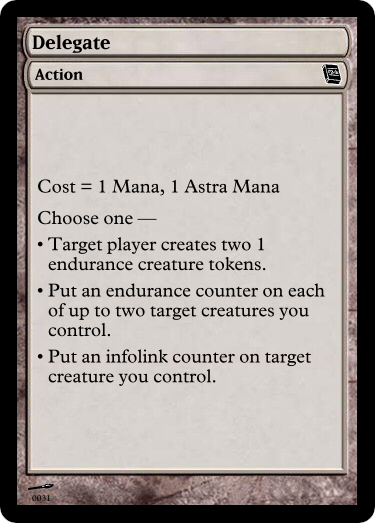 Delegate
Action
Cost = 1 Mana, 1 Astra Mana
Choose one —
• Target player creates two 1
endurance creature tokens.
• Put an endurance counter on each
of up to two target creatures you
control.
• Put an infolink counter on target
creature you control.
0031